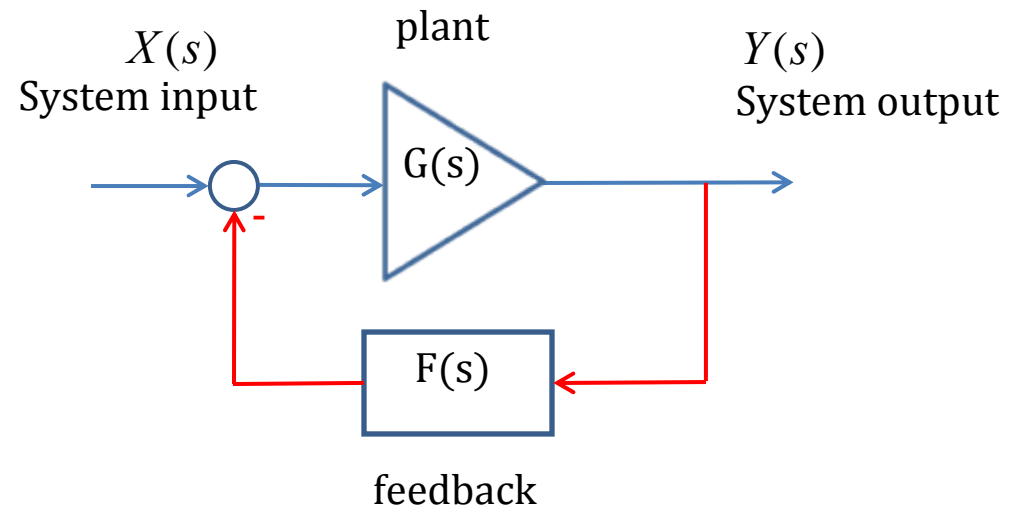 plant
X(s)
System input
Y(s)
System output
G(s)
-
F(s)
feedback